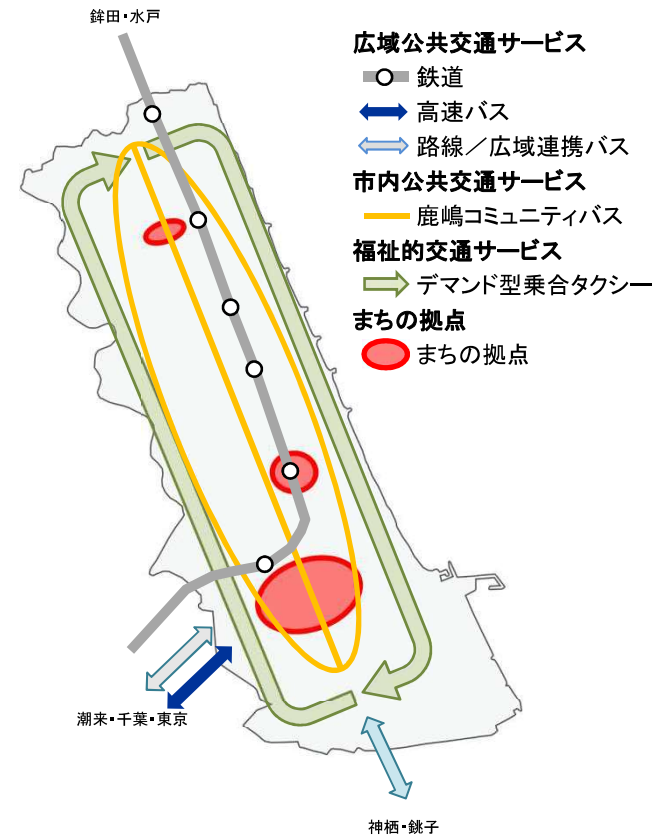 鉾田・水戸
広域公共交通サービス
鉄道
高速バス
路線／広域連携バス
市内公共交通サービス
鹿嶋コミュニティバス
福祉的交通サービス
デマンド型乗合タクシー
まちの拠点
まちの拠点
潮来・千葉・東京
神栖・銚子